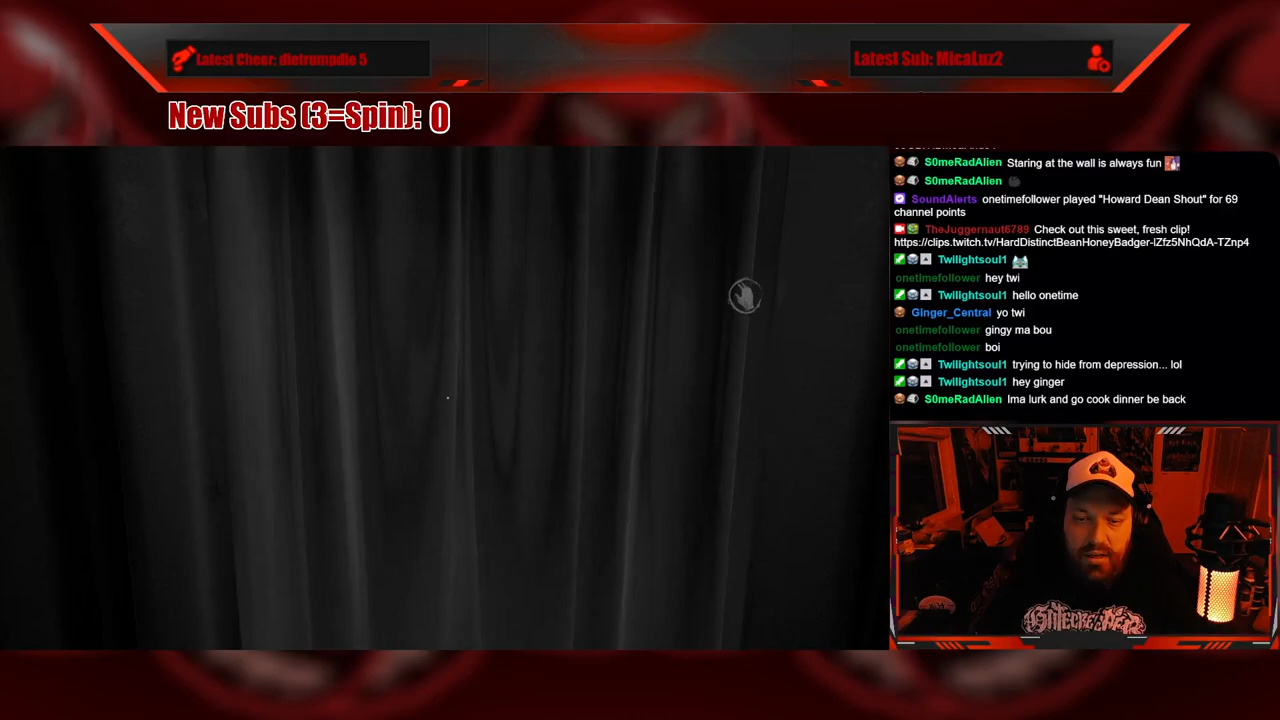 Latest Cheer: dietrumpdie 5
Latest Sub: MicaLuz2
New Subs (3=Spin): 0
S0meRadAlien Staring at the wall is always fun
S0meRadAlien
SoundAlerts onetimefollower played "Howard Dean Shout" for 69
channel points
TheJuggernaut6789 Check out this sweet, fresh clip!
https://clips.twitch.tv/HardDistinctBeanHoneyBadger-lZfz5NhQdA-TZnp4
Twilightsoul1
onetimefollower hey twi
Twilightsoul1 hello onetime
Ginger_Central yo twi
onetimefollower gingy ma bou
onetimefollower boi
Twilightsoul1 trying to hide from depression... lol
Twilightsoul1 hey ginger
S0meRadAlien Ima lurk and go cook dinner be back